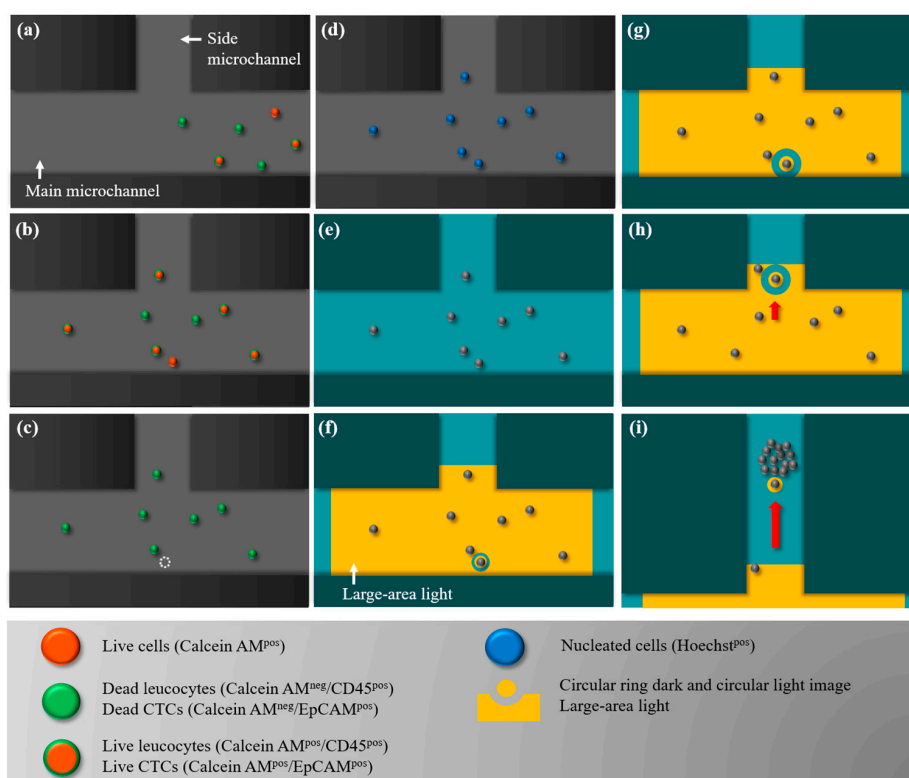 (a)
Side
microchannel
Main microchannel
(b)
(c)
(d)
(e)
(f)
Large-area light
(g)
(h)
(i)
Live cells (Calcein AMᵖᵒˢ)
Dead leucocytes (Calcein AMⁿᵉᵍ/CD45ᵖᵒˢ)
Dead CTCs (Calcein AMⁿᵉᵍ/EpCAMᵖᵒˢ)
Live leucocytes (Calcein AMᵖᵒˢ/CD45ᵖᵒˢ)
Live CTCs (Calcein AMᵖᵒˢ/EpCAMᵖᵒˢ)
Nucleated cells (Hoechstᵖᵒˢ)
Circular ring dark and circular light image
Large-area light